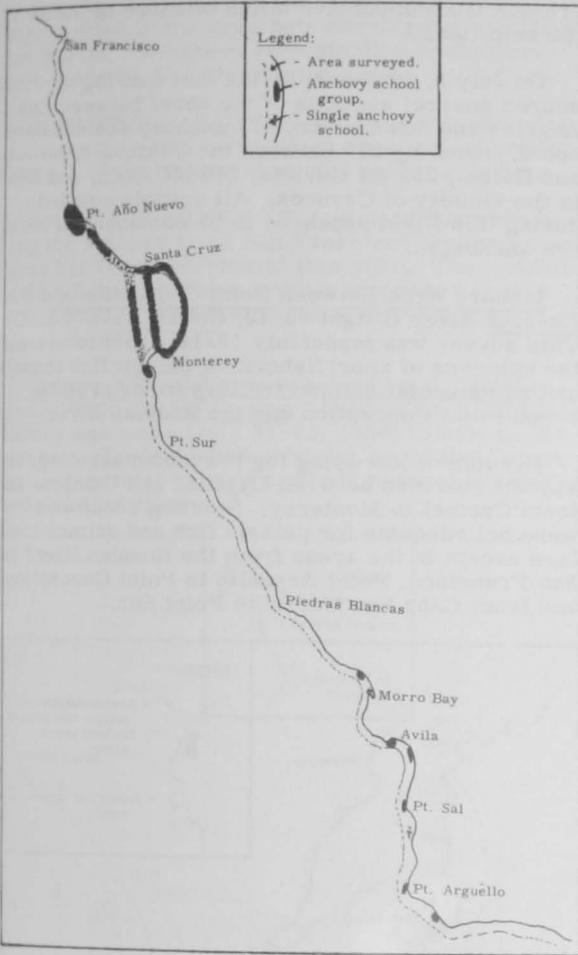 San Francisco
Legend:
- Area surveyed.
- Anchovy school
group.
- Single anchovy
school.
Pt. Año Nuevo
Santa Cruz
Monterey
Pt. Sur
Piedras Blancas
Morro Bay
Avila
Pt. Sal
Pt. Arguello